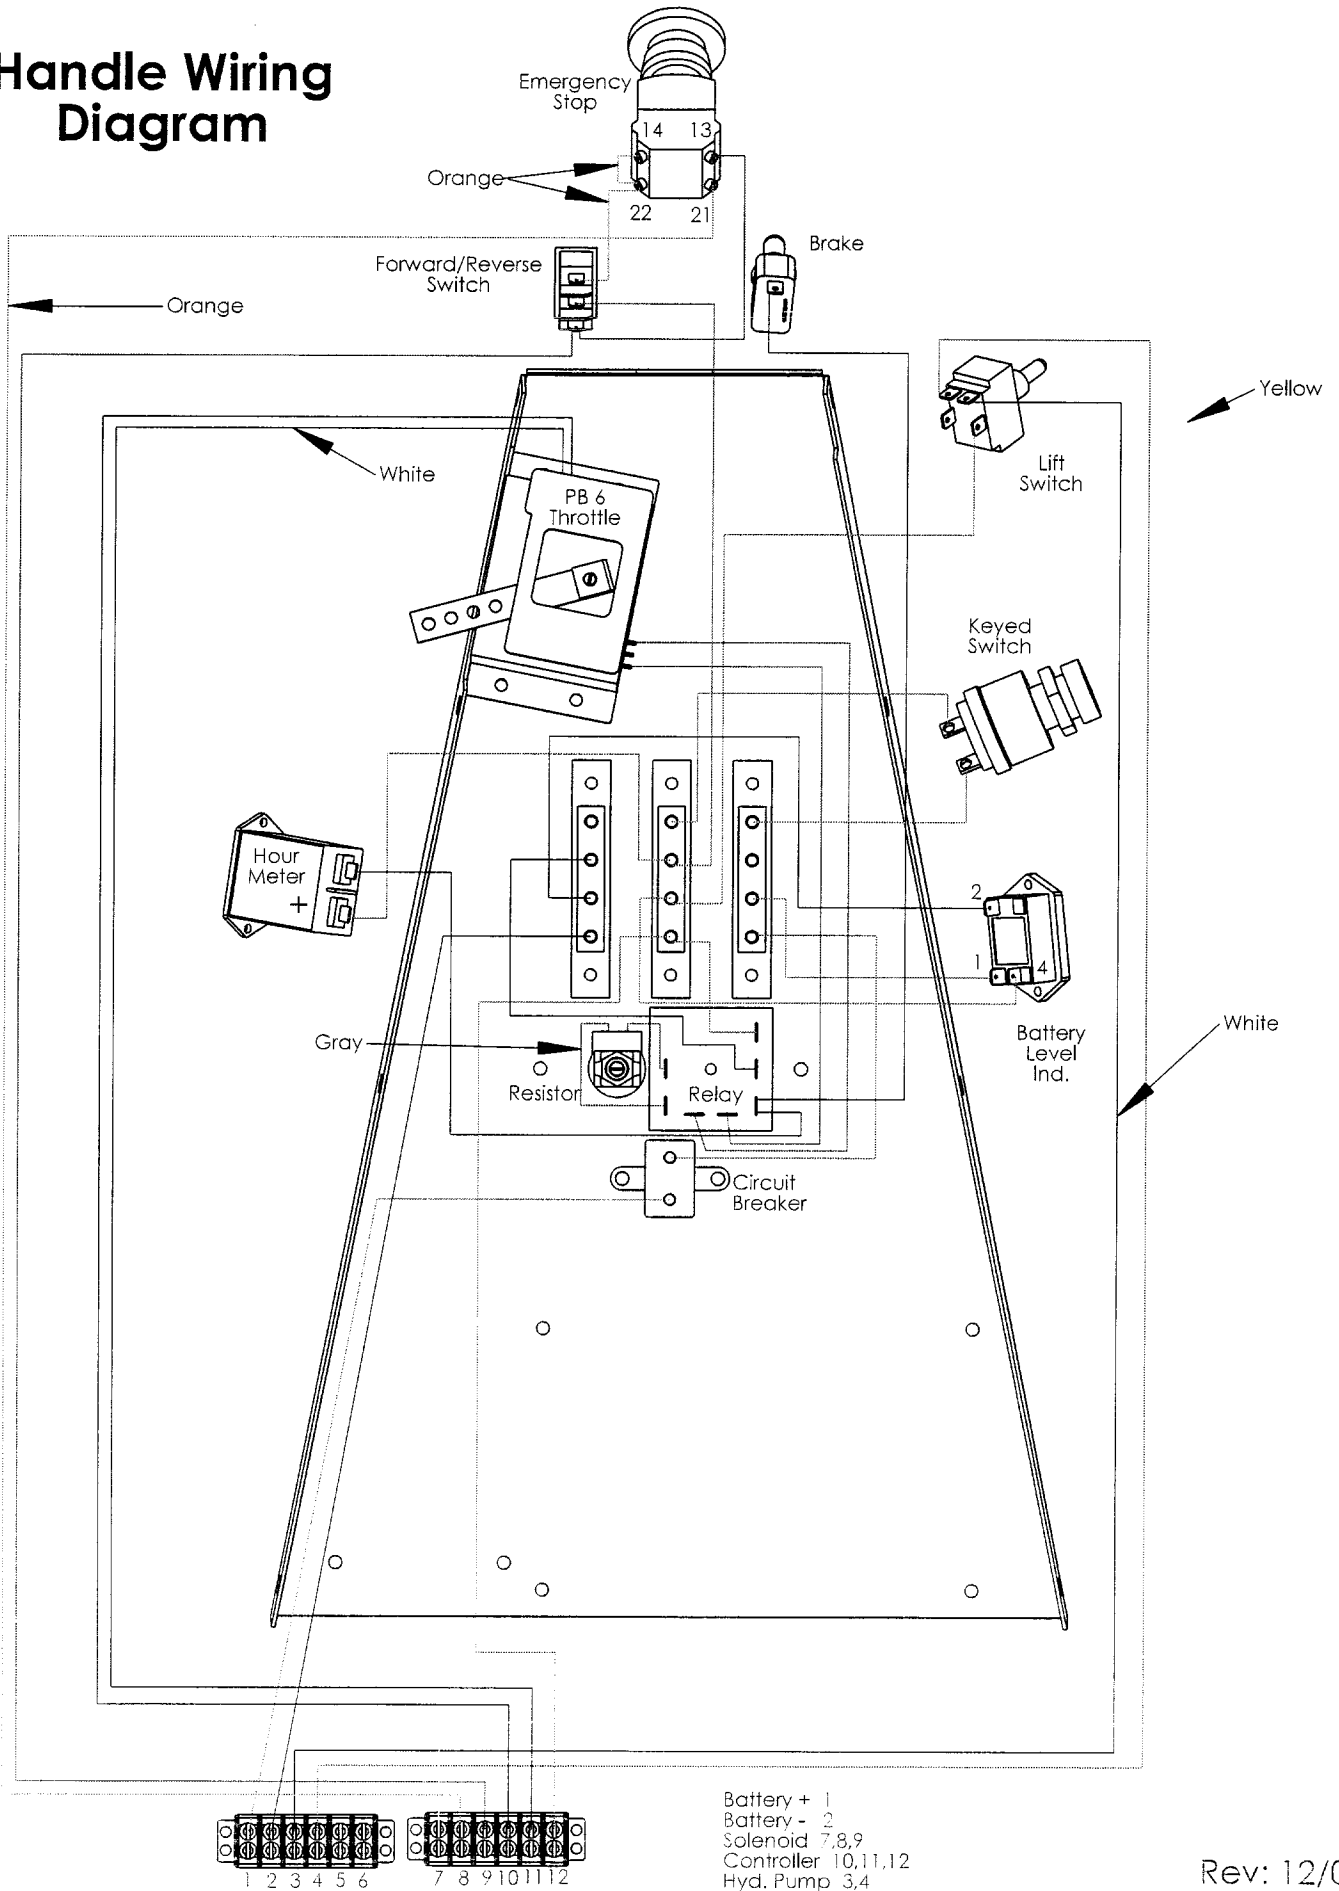 Handle Wiring
Diagram
Emergency
Stop
14 13
Orange
22 21
Brake
Forward/Reverse
Switch
Orange
Yellow
White
Lift
Switch
PB 6
Throttle
Keyed
Switch
Hour
Meter
+
2
1 4
Battery
Level
Ind.
White
Gray
Resistor
Relay
Circuit
Breaker
Battery + 1
Battery - 2
Solenoid 7,8,9
Controller 10,11,12
Hyd. Pump 3,4
1 2 3 4 5 6
7 8 9 10 11 12
Rev: 12/0